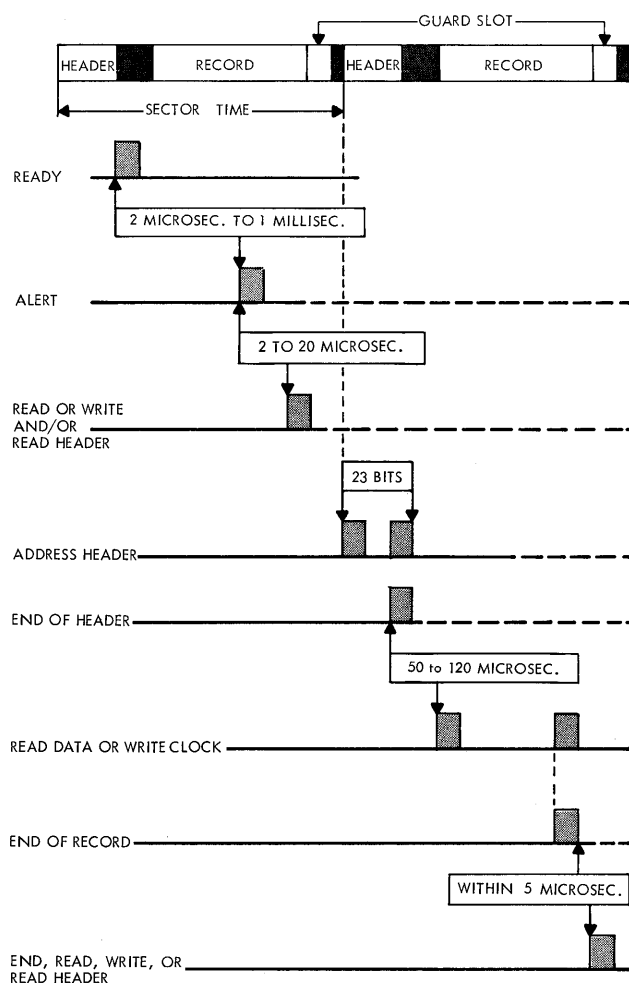 GUARD SLOT
HEADER RECORD HEADER RECORD
SECTOR TIME
READY
2 MICROSEC. TO 1 MILLISEC.
ALERT
2 TO 20 MICROSEC.
READ OR WRITE
AND/OR
READ HEADER
23 BITS
ADDRESS HEADER
END OF HEADER
50 to 120 MICROSEC.
READ DATA OR WRITE CLOCK
END OF RECORD
WITHIN 5 MICROSEC.
END, READ, WRITE, OR
READ HEADER